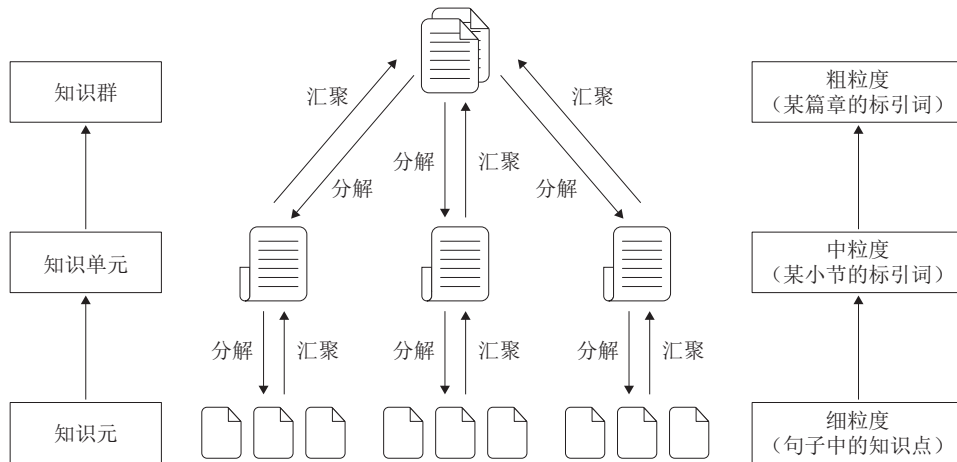 知识群
汇聚
汇聚
粗粒度
（某篇章的标引词）
分解
分解
汇聚
分解
知识单元
中粒度
（某小节的标引词）
分解
汇聚
分解
汇聚
分解
汇聚
知识元
细粒度
（句子中的知识点）